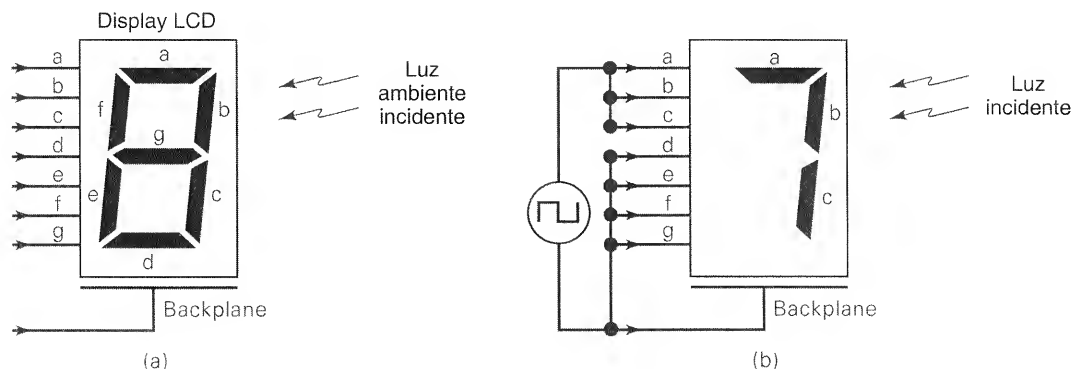 Display LCD
a
b
c
d
e
f
g
a
b
c
d
e
f
g
Luz
ambiente
incidente
Backplane
(a)
a
b
c
d
e
f
g
a
b
c
Luz
incidente
Backplane
(b)